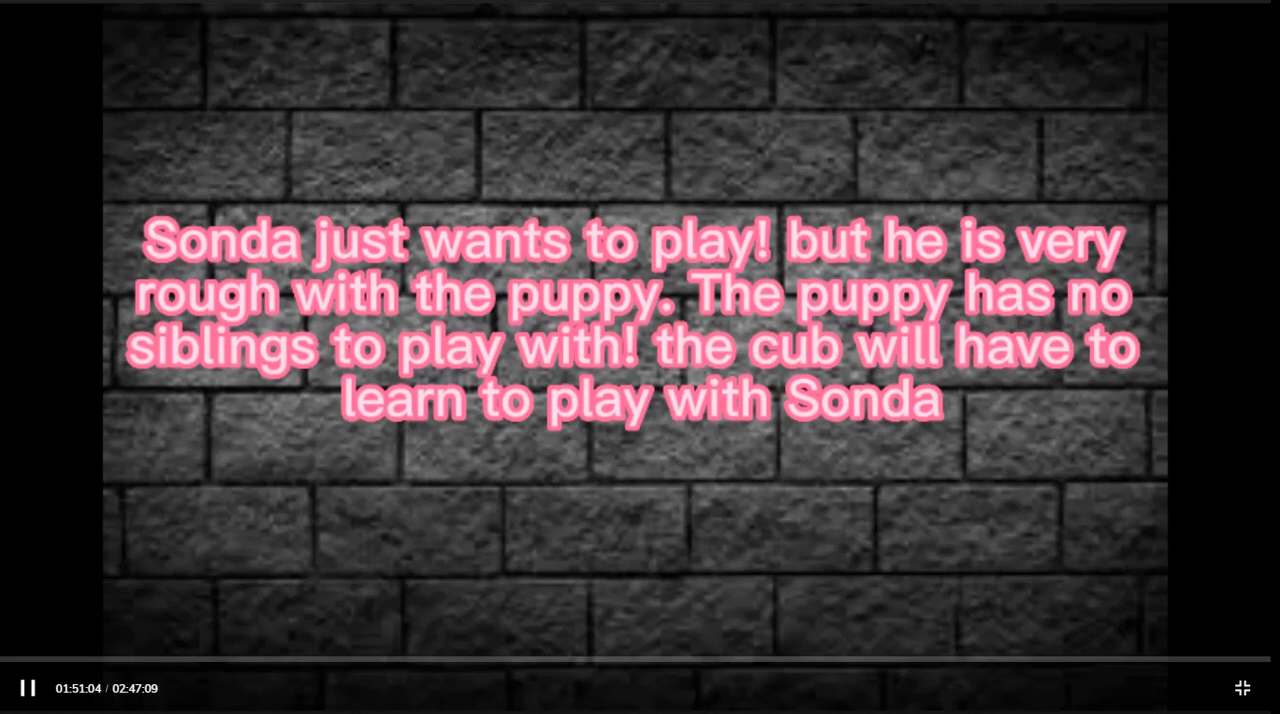 Sonda just wants to play! but he is very
rough with the puppy. The puppy has no
siblings to play with! the cub will have to
learn to play with Sonda
01:51:04 / 02:47:09